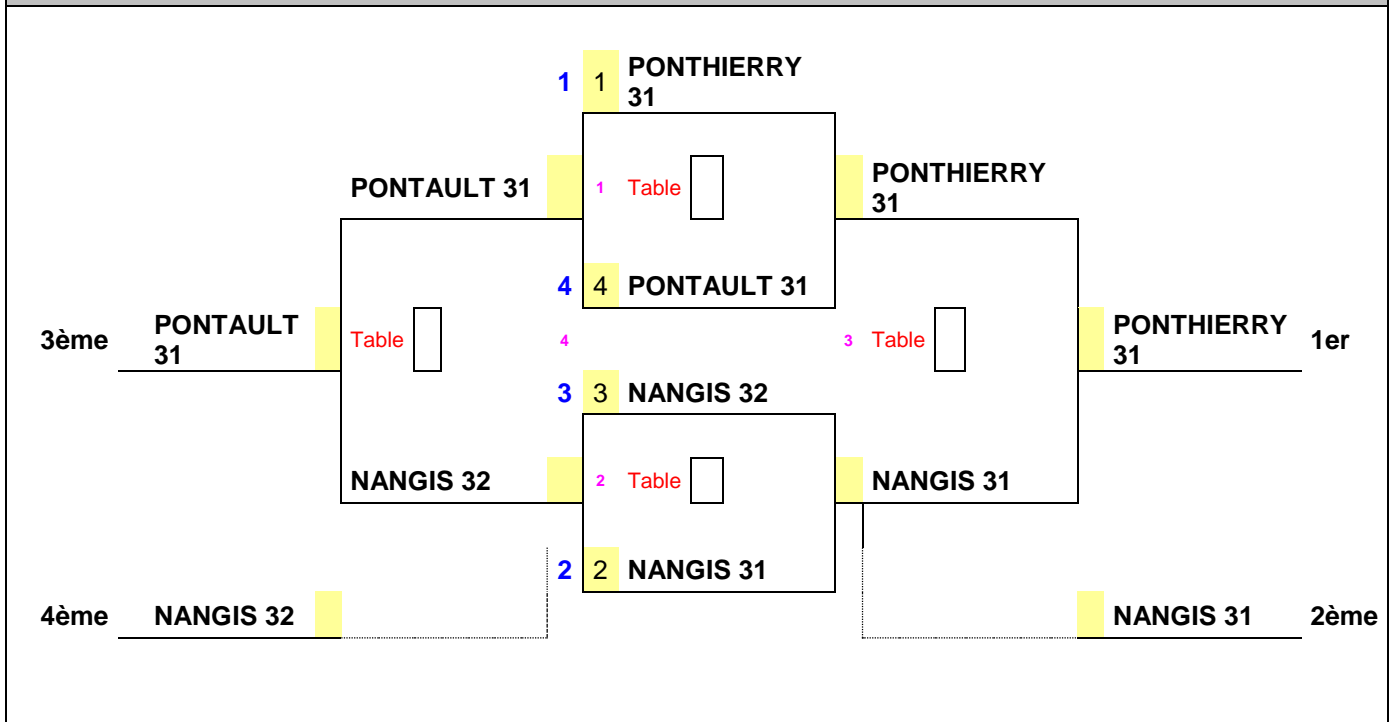 1 1 PONTHIERRY
31
PONTAULT 31 1 Table PONTHIERRY
31
4 4 PONTAULT 31
3ème PONTAULT
31 Table 4 3 Table PONTHIERRY
31 1er
3 3 NANGIS 32
NANGIS 32 2 Table NANGIS 31
2 2 NANGIS 31
4ème NANGIS 32 NANGIS 31 2ème